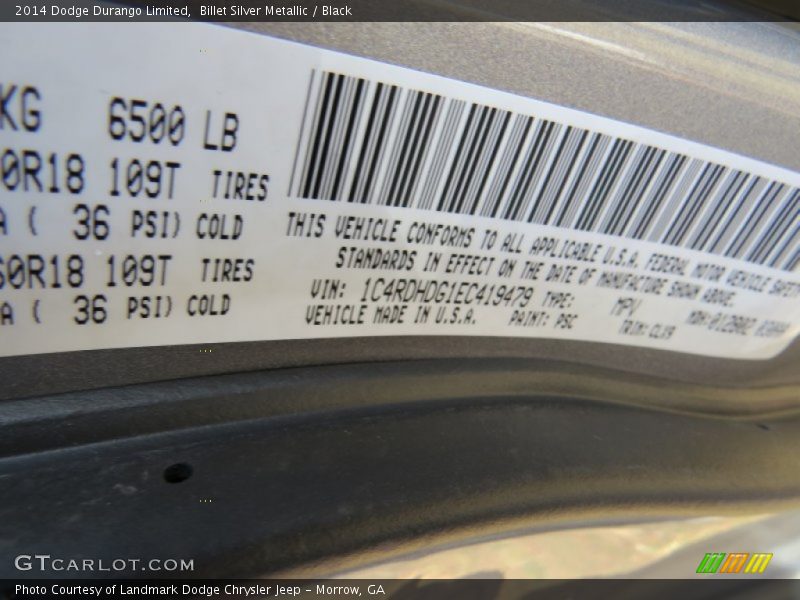 2014 Dodge Durango Limited,  Billet Silver Metallic / Black
KG 6500 LB
0R18 109T TIRES
A ( 36 PSI) COLD
60R18 109T TIRES
A ( 36 PSI) COLD
THIS VEHICLE CONFORMS TO ALL APPLICABLE U.S.A. FEDERAL MOTOR VEHICLE SAFETY
STANDARDS IN EFFECT ON THE DATE OF MANUFACTURE SHOWN ABOVE.
VIN: 1C4RDHDG1EC419479 TYPE: MPV
VEHICLE MADE IN U.S.A. PAINT: PSC MDH:
TRIM:
GTCARLOT.COM
Photo Courtesy of Landmark Dodge Chrysler Jeep - Morrow, GA